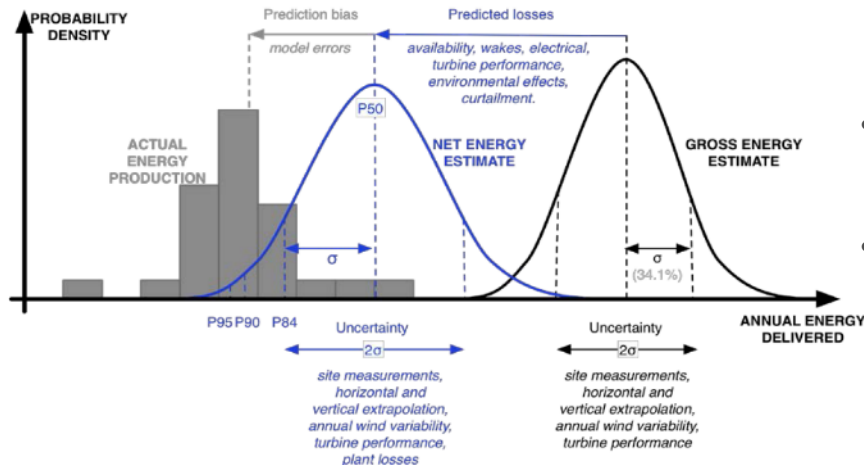 PROBABILITY
DENSITY
Prediction bias
model errors
Predicted losses
availability, wakes, electrical,
turbine performance,
environmental effects,
curtailment.
P50
ACTUAL
ENERGY
PRODUCTION
NET ENERGY
ESTIMATE
GROSS ENERGY
ESTIMATE
σ
σ
(34.1%)
P95 P90 P84
ANNUAL ENERGY
DELIVERED
Uncertainty
2σ
site measurements,
horizontal and
vertical extrapolation,
annual wind variability,
turbine performance,
plant losses
Uncertainty
2σ
site measurements,
horizontal and
vertical extrapolation,
annual wind variability,
turbine performance